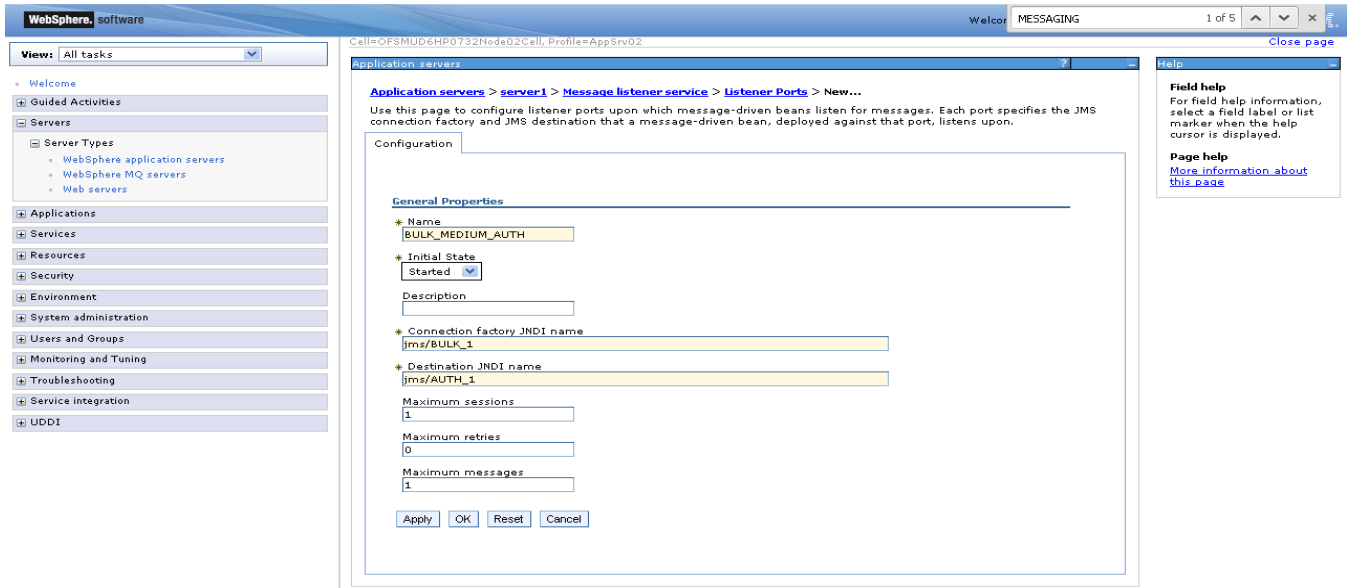 WebSphere. software
Welcor
MESSAGING
1 of 5
View: All tasks
Welcome
Guided Activities
Servers
Server Types
WebSphere application servers
WebSphere MQ servers
Web servers
Applications
Services
Resources
Security
Environment
System administration
Users and Groups
Monitoring and Tuning
Troubleshooting
Service integration
UDDI
Cell=OFSMUD6HP0732Node02Cell, Profile=AppSrv02
Close page
Application servers
?
Application servers > server1 > Message listener service > Listener Ports > New...
Use this page to configure listener ports upon which message-driven beans listen for messages. Each port specifies the JMS
connection factory and JMS destination that a message-driven bean, deployed against that port, listens upon.
Configuration
General Properties
* Name
BULK_MEDIUM_AUTH
* Initial State
Started
Description
* Connection factory JNDI name
jms/BULK_1
* Destination JNDI name
jms/AUTH_1
Maximum sessions
1
Maximum retries
0
Maximum messages
1
Apply OK Reset Cancel
Help
Field help
For field help information,
select a field label or list
marker when the help
cursor is displayed.
Page help
More information about
this page